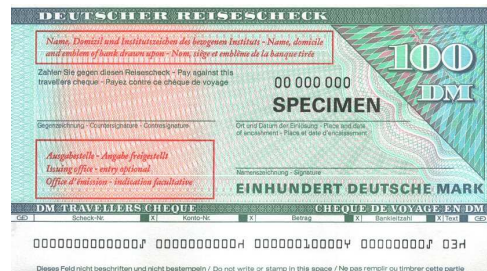 DEUTSCHER REISESCHECK
Name, Domizil und Institutszeichen des bezogenen Instituts - Name, domicile
and emblem of bank drawn upon - Nom, siège et emblème de la banque tirée
100
DM
Zahlen Sie gegen diesen Reisescheck - Pay against this
travellers cheque - Payez contre ce chèque de voyage
00 000 000
SPECIMEN
Gegenzeichnung - Countersignature - Contresignature
Ort und Datum der Einlösung - Place and date
of encashment - Place et date d'encaissement
Ausgabestelle - Angabe freigestellt
Issuing office - entry optional
Office d'émission - indication facultative
Namenszeichnung - Signature
EINHUNDERT DEUTSCHE MARK
DM TRAVELLERS CHEQUE CHEQUE DE VOYAGE EN DM
Scheck-Nr. X Konto-Nr. X Betrag X Bankleitzahl X Text
Dieses Feld nicht beschriften und nicht bestempeln / Do not write or stamp in this space / Ne pas remplir ou timbrer cette partie